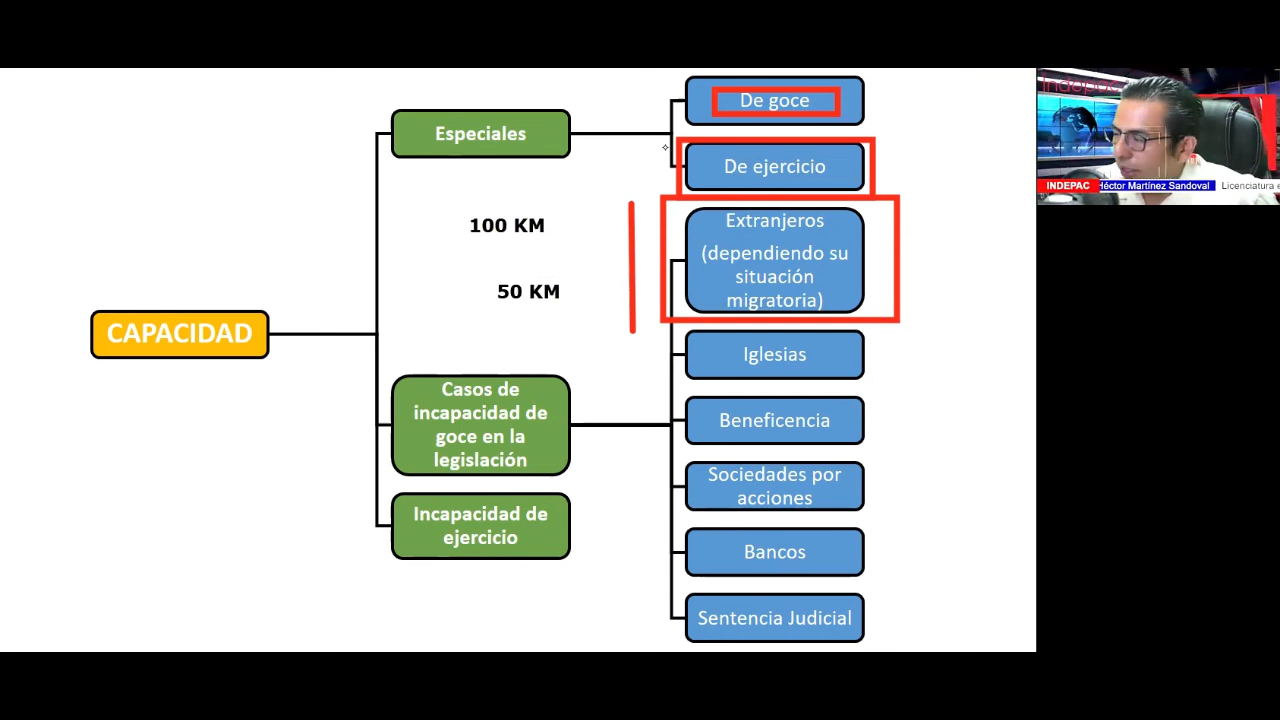 CAPACIDAD
Especiales
De goce
De ejercicio
100 KM
50 KM
Casos de
incapacidad de
goce en la
legislación
Extranjeros
(dependiendo su
situación
migratoria)
Iglesias
Beneficencia
Sociedades por
acciones
Bancos
Sentencia Judicial
Incapacidad de
ejercicio
Indepac
INDEPAC Héctor Martínez Sandoval Licenciatura e